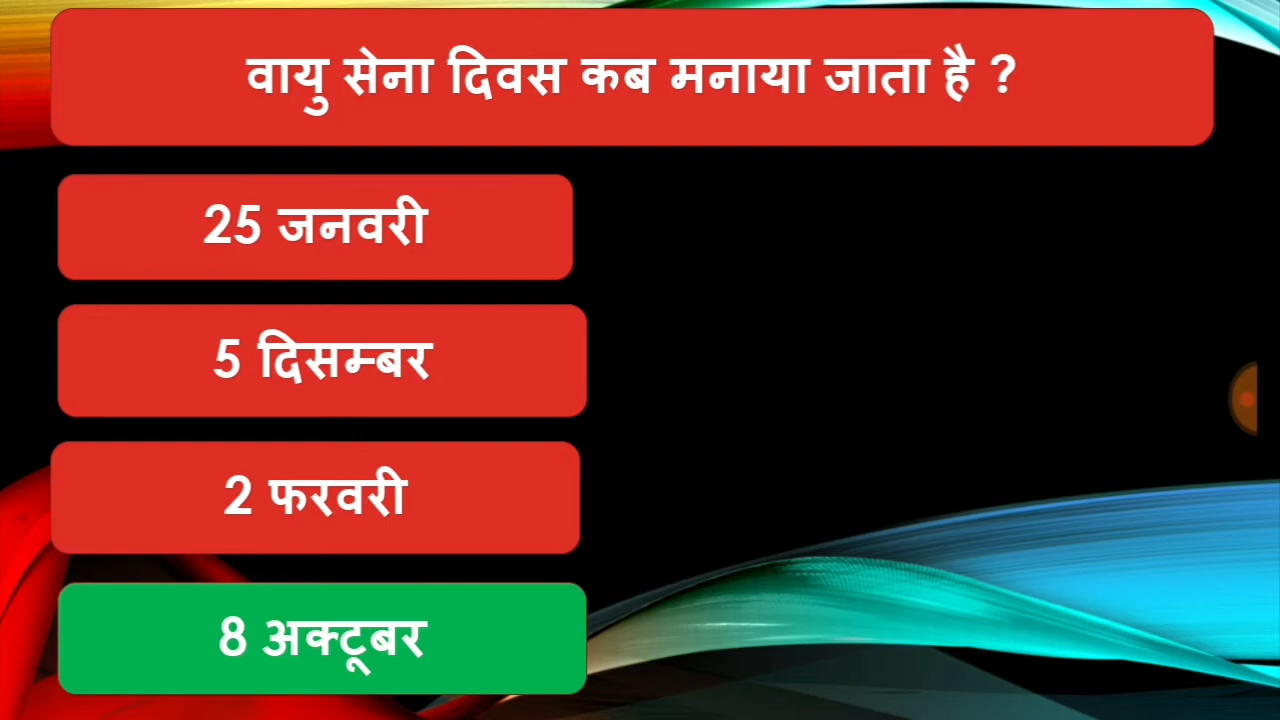 वायु सेना दिवस कब मनाया जाता है ?
25 जनवरी
5 दिसम्बर
2 फरवरी
8 अक्टूबर